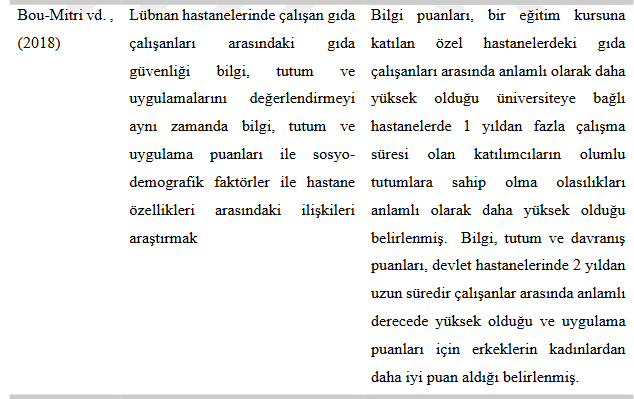 Bou-Mitri vd. ,
(2018)
Lübnan hastanelerinde çalışan gıda
çalışanları arasındaki gıda
güvenliği bilgi, tutum ve
uygulamalarını değerlendirmeyi
aynı zamanda bilgi, tutum ve
uygulama puanları ile sosyo-
demografik faktörler ile hastane
özellikleri arasındaki ilişkileri
araştırmak
Bilgi puanları, bir eğitim kursuna
katılan özel hastanelerdeki gıda
çalışanları arasında anlamlı olarak daha
yüksek olduğu üniversiteye bağlı
hastanelerde 1 yıldan fazla çalışma
süresi olan katılımcıların olumlu
tutumlara sahip olma olasılıkları
anlamlı olarak daha yüksek olduğu
belirlenmiş. Bilgi, tutum ve davranış
puanları, devlet hastanelerinde 2 yıldan
uzun süredir çalışanlar arasında anlamlı
derecede yüksek olduğu ve uygulama
puanları için erkeklerin kadınlardan
daha iyi puan aldığı belirlenmiş.